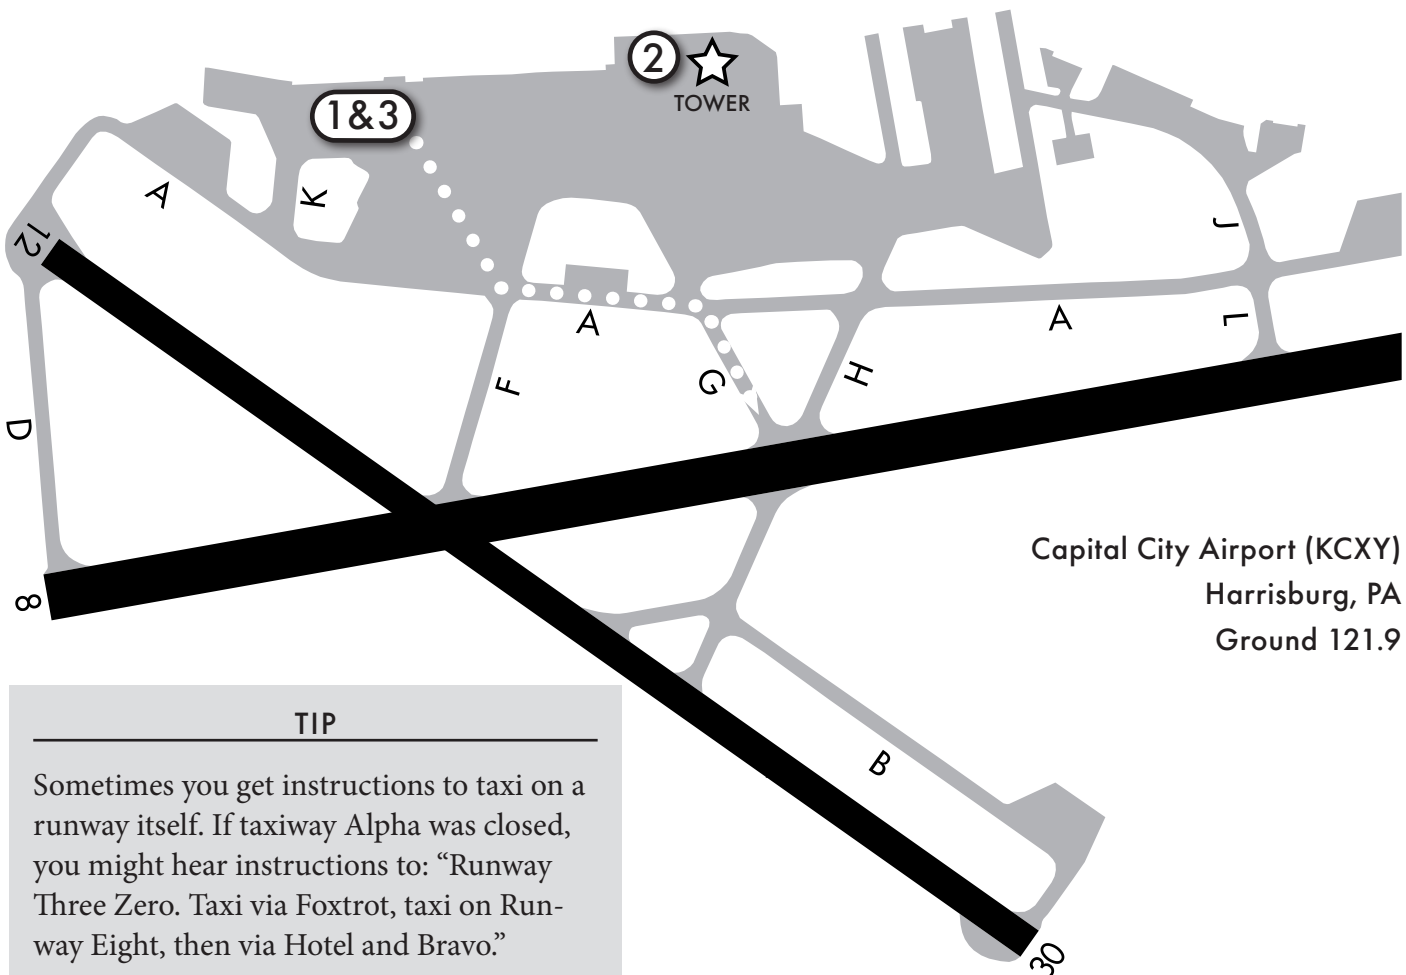 2
TOWER
1&3
A
K
J
12
A
A
L
F
G
H
D
8
Capital City Airport (KCXY)
Harrisburg, PA
Ground 121.9
B
30
TIP
Sometimes you get instructions to taxi on a
runway itself. If taxiway Alpha was closed,
you might hear instructions to: “Runway
Three Zero. Taxi via Foxtrot, taxi on Run-
way Eight, then via Hotel and Bravo.”